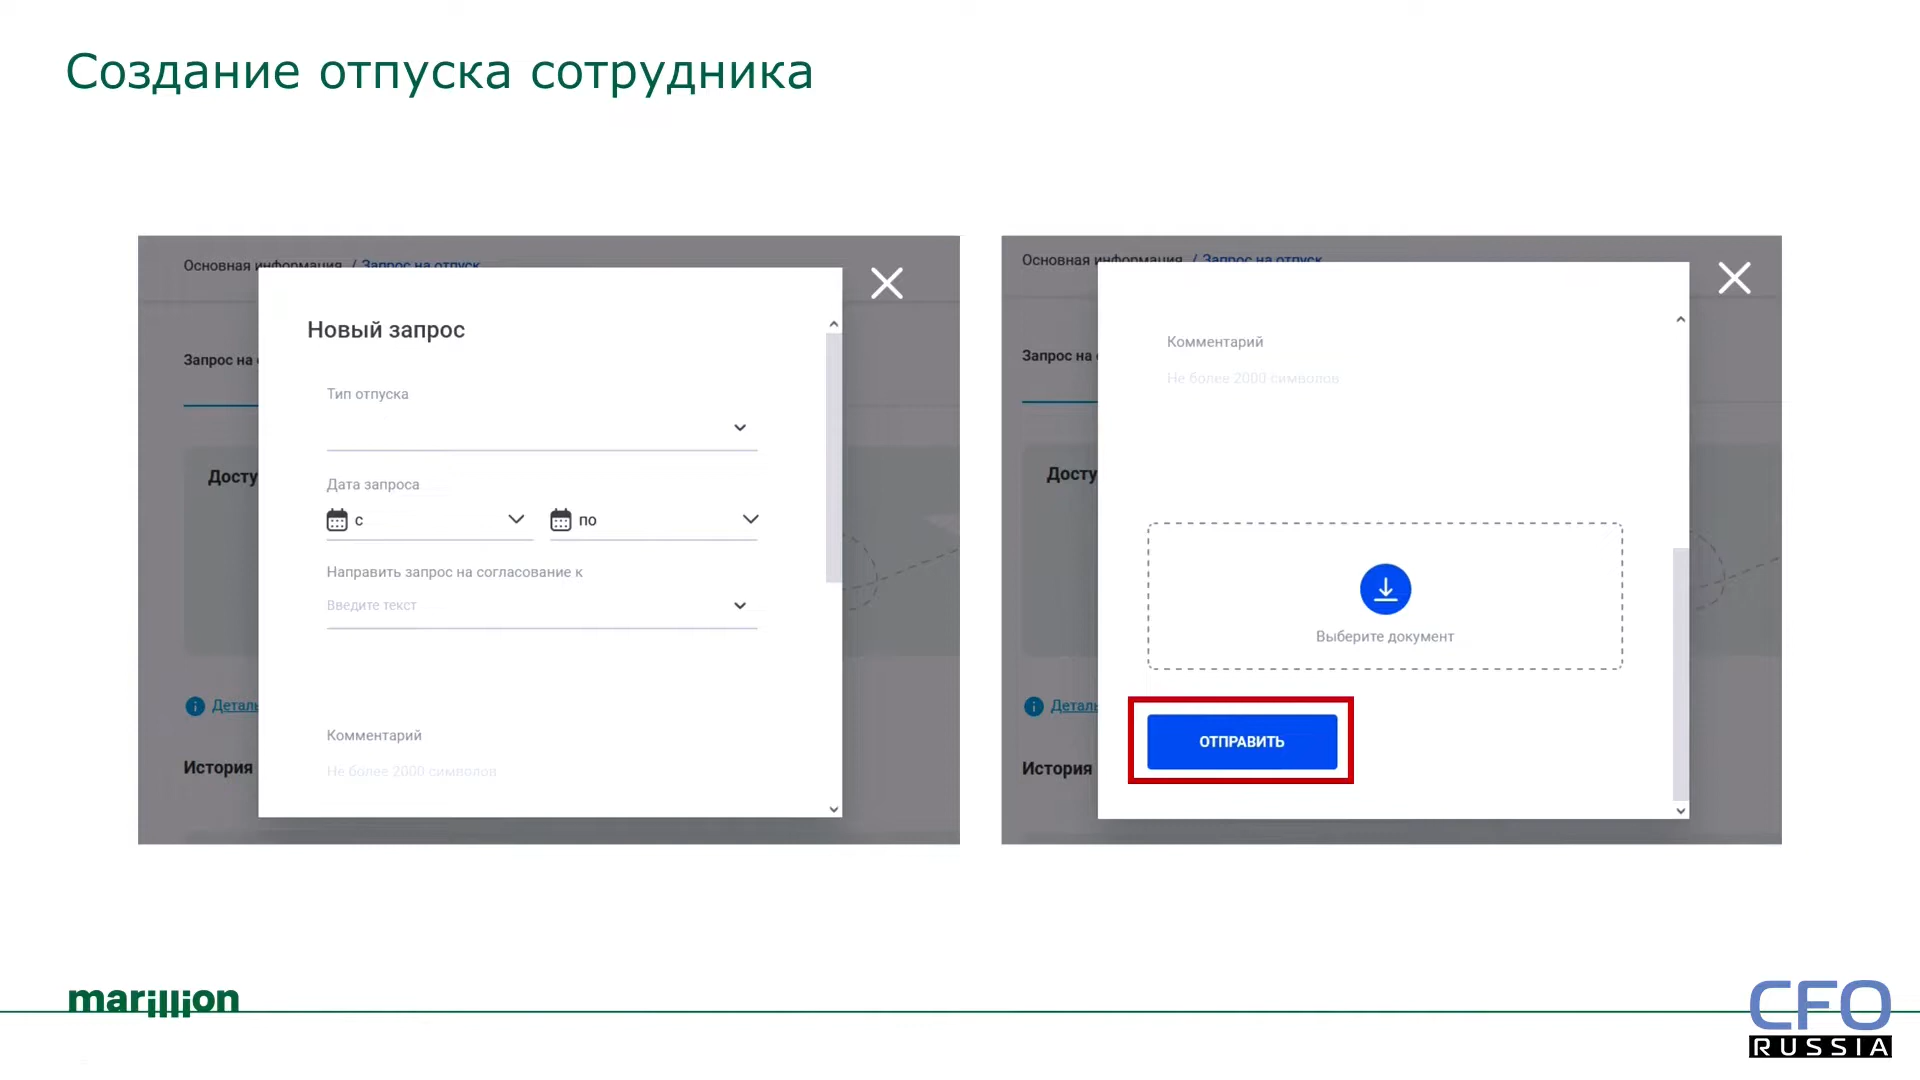 Создание отпуска сотрудника
Основная информация / Запрос на отпуск
Запрос на
Новый запрос
Тип отпуска
Дата запроса
с
по
Направить запрос на согласование к
Введите текст
Комментарий
Не более 2000 символов
Досту
Деталь
История
Основная информация / Запрос на отпуск
Запрос на
Комментарий
Не более 2000 символов
Досту
Выберите документ
Деталь
ОТПРАВИТЬ
История
marillion
CFO
RUSSIA